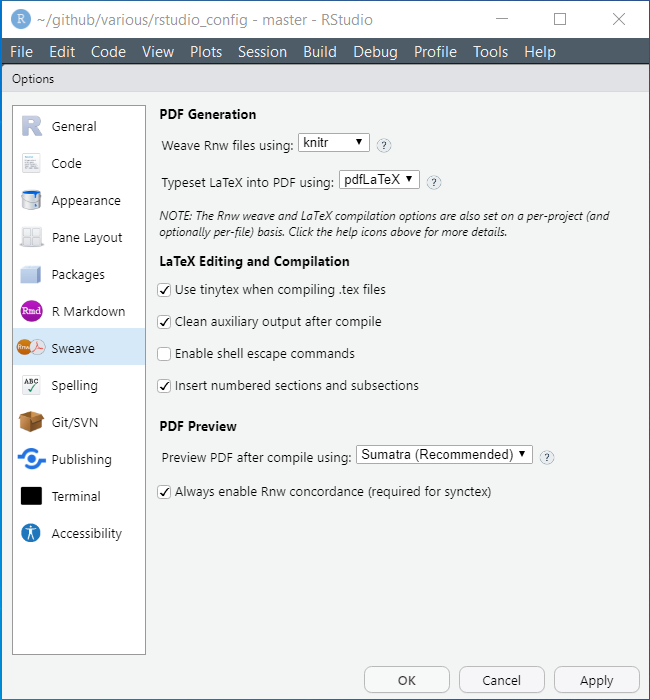 R ~/github/various/rstudio_config - master - RStudio
File Edit Code View Plots Session Build Debug Profile Tools Help
Options
R General
Code
Appearance
Pane Layout
Packages
Rmd R Markdown
Rnw Sweave
ABC Spelling
Git/SVN
Publishing
Terminal
Accessibility
PDF Generation
Weave Rnw files using: knitr ?
Typeset LaTeX into PDF using: pdfLaTeX ?
NOTE: The Rnw weave and LaTeX compilation options are also set on a per-project (and
optionally per-file) basis. Click the help icons above for more details.
LaTeX Editing and Compilation
Use tinytex when compiling .tex files
Clean auxiliary output after compile
Enable shell escape commands
Insert numbered sections and subsections
PDF Preview
Preview PDF after compile using: Sumatra (Recommended) ?
Always enable Rnw concordance (required for synctex)
OK Cancel Apply